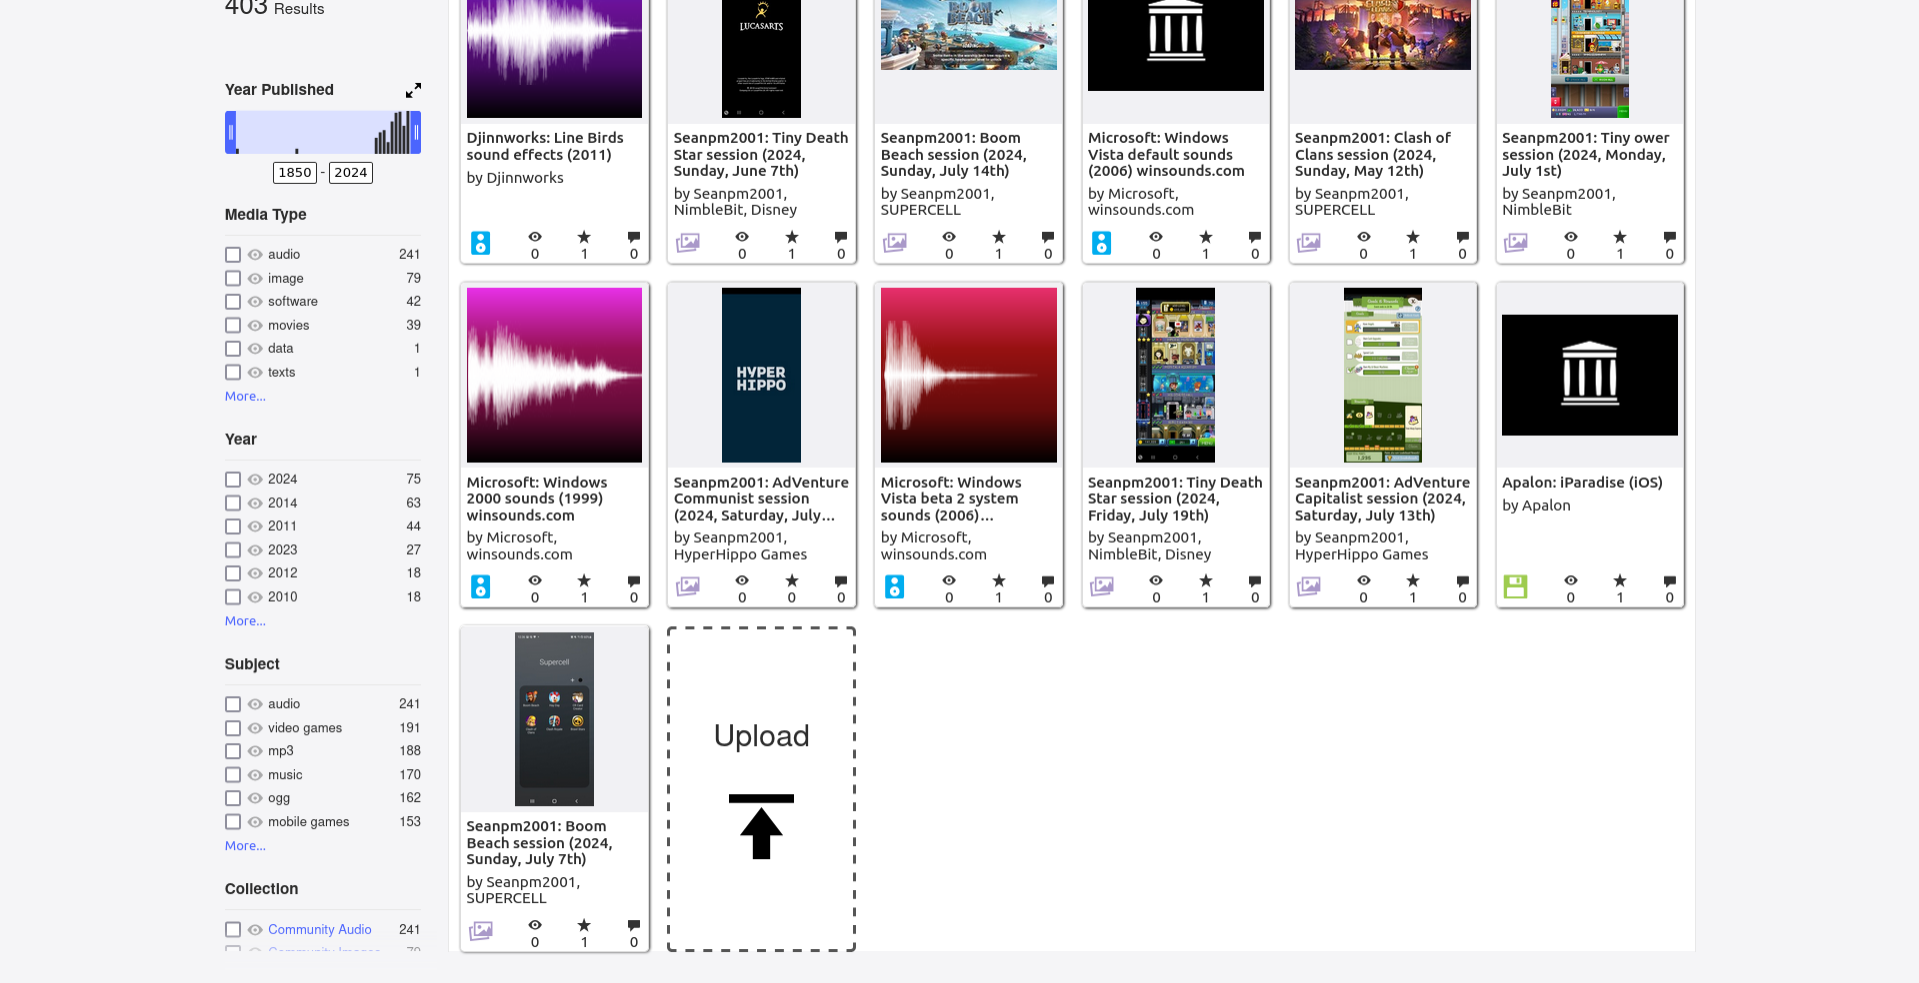 403 Results
Year Published
1850 - 2024
Media Type
audio 241
image 79
software 42
movies 39
data 1
texts 1
More...
Year
2024 75
2014 63
2011 44
2023 27
2012 18
2010 18
More...
Subject
audio 241
video games 191
mp3 188
music 170
ogg 162
mobile games 153
More...
Collection
Community Audio 241
Community Images 79
Djinnworks: Line Birds
sound effects (2011)
by Djinnworks
0 1 0
LUCASARTS
Seanpm2001: Tiny Death
Star session (2024,
Sunday, June 7th)
by Seanpm2001,
NimbleBit, Disney
0 1 0
BOOM
BEACH
Seanpm2001: Boom
Beach session (2024,
Sunday, July 14th)
by Seanpm2001,
SUPERCELL
0 1 0
Microsoft: Windows
Vista default sounds
(2006) winsounds.com
by Microsoft,
winsounds.com
0 1 0
Seanpm2001: Clash of
Clans session (2024,
Sunday, May 12th)
by Seanpm2001,
SUPERCELL
0 1 0
Seanpm2001: Tiny ower
session (2024, Monday,
July 1st)
by Seanpm2001,
NimbleBit
0 1 0
Microsoft: Windows
2000 sounds (1999)
winsounds.com
by Microsoft,
winsounds.com
0 1 0
HYPER
HIPPO
Seanpm2001: AdVenture
Communist session
(2024, Saturday, July...
by Seanpm2001,
HyperHippo Games
0 0 0
Microsoft: Windows
Vista beta 2 system
sounds (2006)...
by Microsoft,
winsounds.com
0 1 0
Seanpm2001: Tiny Death
Star session (2024,
Friday, July 19th)
by Seanpm2001,
NimbleBit, Disney
0 1 0
Seanpm2001: AdVenture
Capitalist session (2024,
Saturday, July 13th)
by Seanpm2001,
HyperHippo Games
0 1 0
Apalon: iParadise (iOS)
by Apalon
0 1 0
Supercell
Seanpm2001: Boom
Beach session (2024,
Sunday, July 7th)
by Seanpm2001,
SUPERCELL
0 1 0
Upload